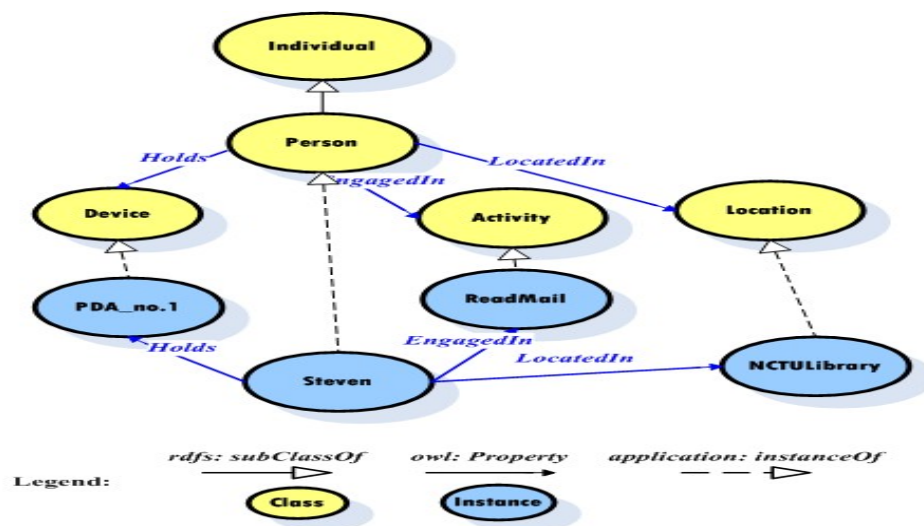 Individual
Person
Holds
LocatedIn
EngagedIn
Device
Activity
Location
PDA_no.1
ReadMail
Holds
EngagedIn
LocatedIn
Steven
NCTULibrary
rdfs: subClassOf
owl: Property
application: instanceOf
Legend:
Class
Instance